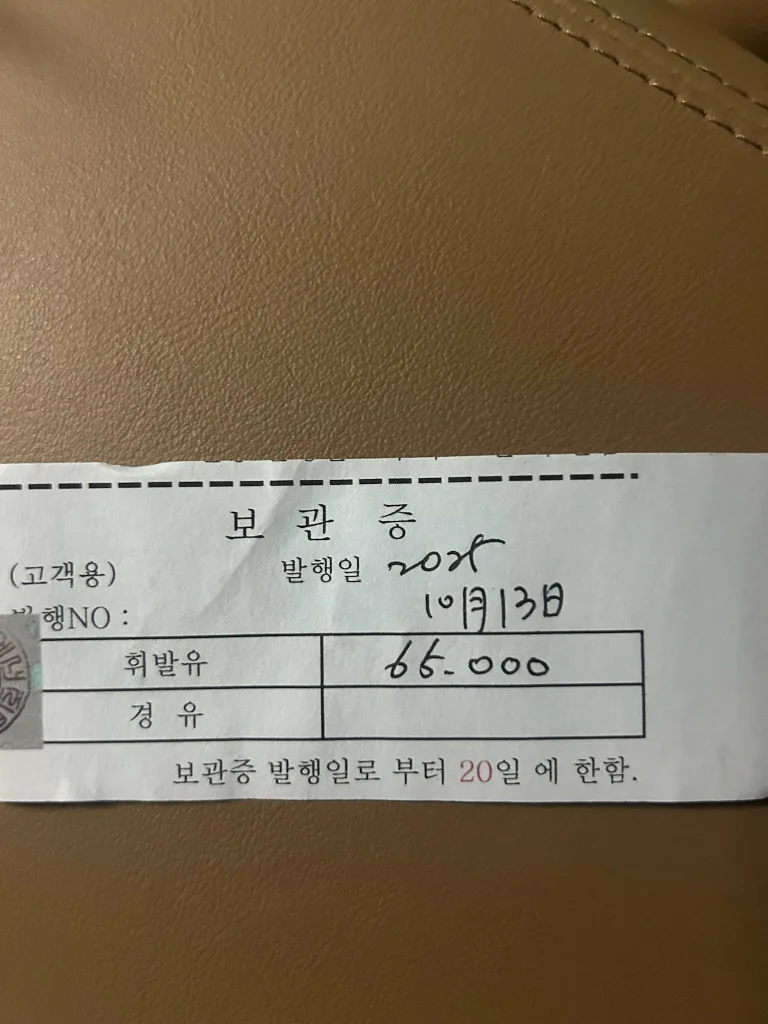 보 관 증
(고객용) 발행일 2025
10月13日
행NO :
휘발유 65-000
경 유
보관증 발행일로 부터 20일 에 한함.